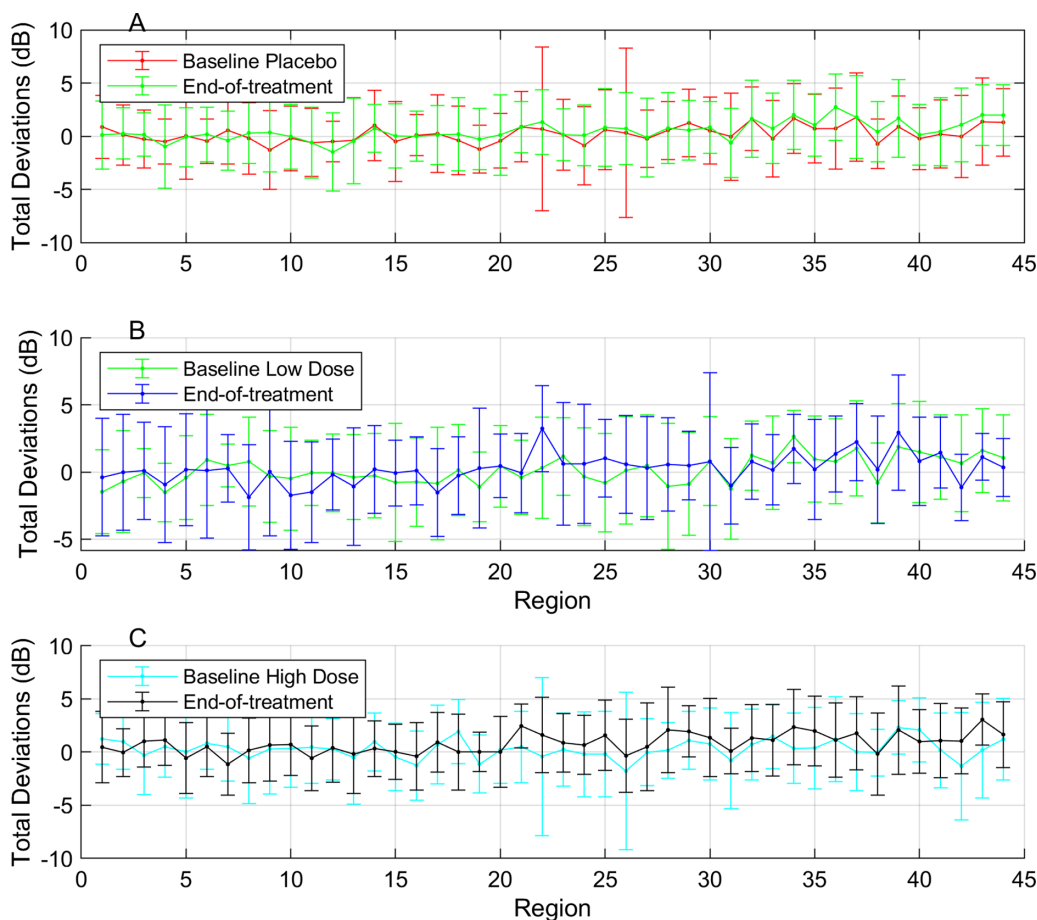 A
Total Deviations (dB)
10
5
0
-5
-10
Baseline Placebo
End-of-treatment
0 5 10 15 20 25 30 35 40 45
B
Total Deviations (dB)
10
5
0
-5
Baseline Low Dose
End-of-treatment
0 5 10 15 20 25 30 35 40 45
Region
C
Total Deviations (dB)
10
5
0
-5
-10
Baseline High Dose
End-of-treatment
0 5 10 15 20 25 30 35 40 45
Region